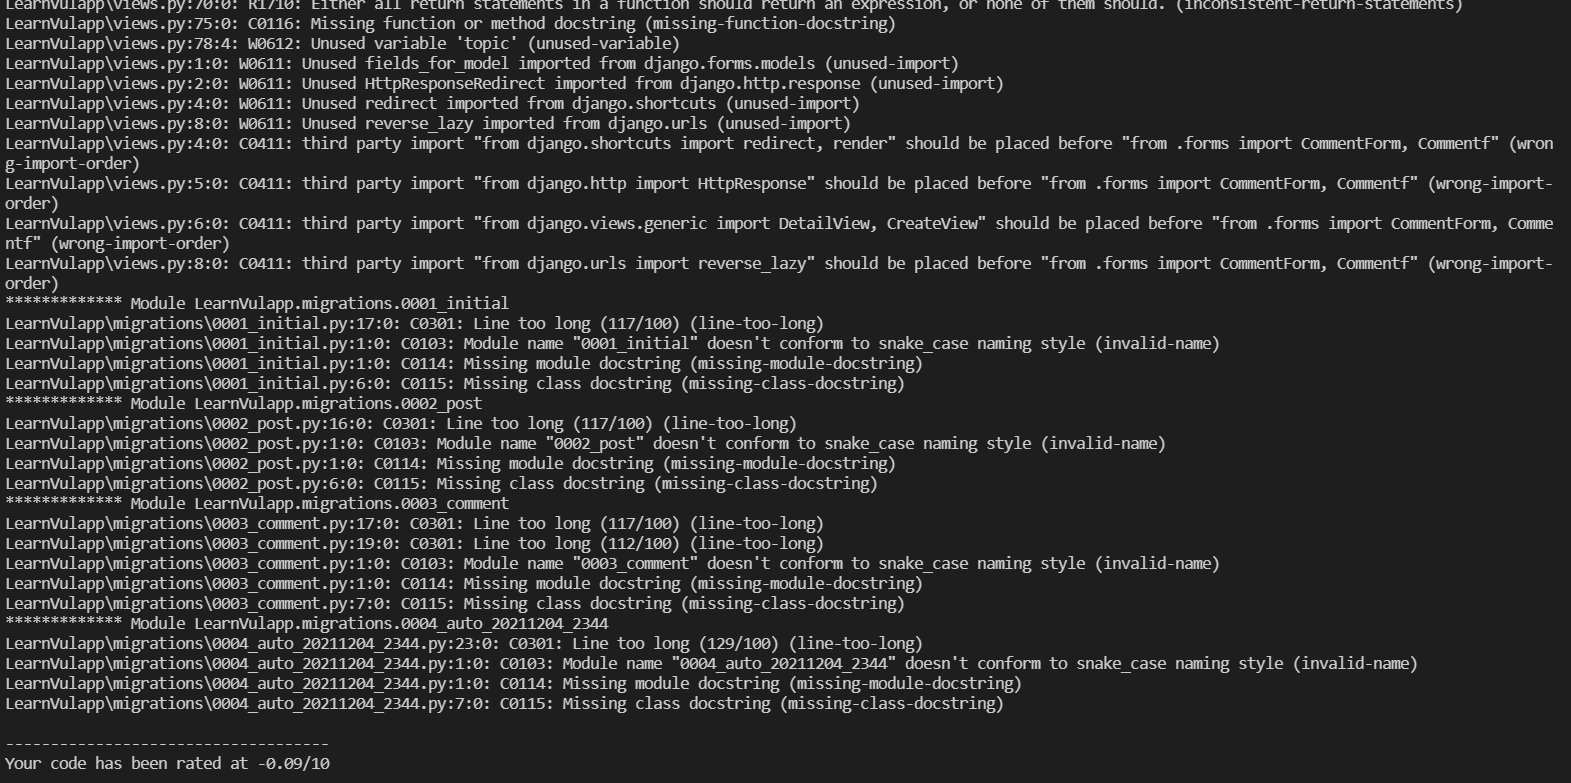 LearnVulapp\views.py:70:0: R1710: Either all return statements in a function should return an expression, or none of them should. (inconsistent-return-statements)
LearnVulapp\views.py:75:0: C0116: Missing function or method docstring (missing-function-docstring)
LearnVulapp\views.py:78:4: W0612: Unused variable 'topic' (unused-variable)
LearnVulapp\views.py:1:0: W0611: Unused fields_for_model imported from django.forms.models (unused-import)
LearnVulapp\views.py:2:0: W0611: Unused HttpResponseRedirect imported from django.http.response (unused-import)
LearnVulapp\views.py:4:0: W0611: Unused redirect imported from django.shortcuts (unused-import)
LearnVulapp\views.py:8:0: W0611: Unused reverse_lazy imported from django.urls (unused-import)
LearnVulapp\views.py:4:0: C0411: third party import "from django.shortcuts import redirect, render" should be placed before "from .forms import CommentForm, Commentf" (wron
g-import-order)
LearnVulapp\views.py:5:0: C0411: third party import "from django.http import HttpResponse" should be placed before "from .forms import CommentForm, Commentf" (wrong-import-
order)
LearnVulapp\views.py:6:0: C0411: third party import "from django.views.generic import DetailView, CreateView" should be placed before "from .forms import CommentForm, Comme
ntf" (wrong-import-order)
LearnVulapp\views.py:8:0: C0411: third party import "from django.urls import reverse_lazy" should be placed before "from .forms import CommentForm, Commentf" (wrong-import-
order)
************* Module LearnVulapp.migrations.0001_initial
LearnVulapp\migrations\0001_initial.py:17:0: C0301: Line too long (117/100) (line-too-long)
LearnVulapp\migrations\0001_initial.py:1:0: C0103: Module name "0001_initial" doesn't conform to snake_case naming style (invalid-name)
LearnVulapp\migrations\0001_initial.py:1:0: C0114: Missing module docstring (missing-module-docstring)
LearnVulapp\migrations\0001_initial.py:6:0: C0115: Missing class docstring (missing-class-docstring)
************* Module LearnVulapp.migrations.0002_post
LearnVulapp\migrations\0002_post.py:16:0: C0301: Line too long (117/100) (line-too-long)
LearnVulapp\migrations\0002_post.py:1:0: C0103: Module name "0002_post" doesn't conform to snake_case naming style (invalid-name)
LearnVulapp\migrations\0002_post.py:1:0: C0114: Missing module docstring (missing-module-docstring)
LearnVulapp\migrations\0002_post.py:6:0: C0115: Missing class docstring (missing-class-docstring)
************* Module LearnVulapp.migrations.0003_comment
LearnVulapp\migrations\0003_comment.py:17:0: C0301: Line too long (117/100) (line-too-long)
LearnVulapp\migrations\0003_comment.py:19:0: C0301: Line too long (112/100) (line-too-long)
LearnVulapp\migrations\0003_comment.py:1:0: C0103: Module name "0003_comment" doesn't conform to snake_case naming style (invalid-name)
LearnVulapp\migrations\0003_comment.py:1:0: C0114: Missing module docstring (missing-module-docstring)
LearnVulapp\migrations\0003_comment.py:7:0: C0115: Missing class docstring (missing-class-docstring)
************* Module LearnVulapp.migrations.0004_auto_20211204_2344
LearnVulapp\migrations\0004_auto_20211204_2344.py:23:0: C0301: Line too long (129/100) (line-too-long)
LearnVulapp\migrations\0004_auto_20211204_2344.py:1:0: C0103: Module name "0004_auto_20211204_2344" doesn't conform to snake_case naming style (invalid-name)
LearnVulapp\migrations\0004_auto_20211204_2344.py:1:0: C0114: Missing module docstring (missing-module-docstring)
LearnVulapp\migrations\0004_auto_20211204_2344.py:7:0: C0115: Missing class docstring (missing-class-docstring)
------------------------------------
Your code has been rated at -0.09/10